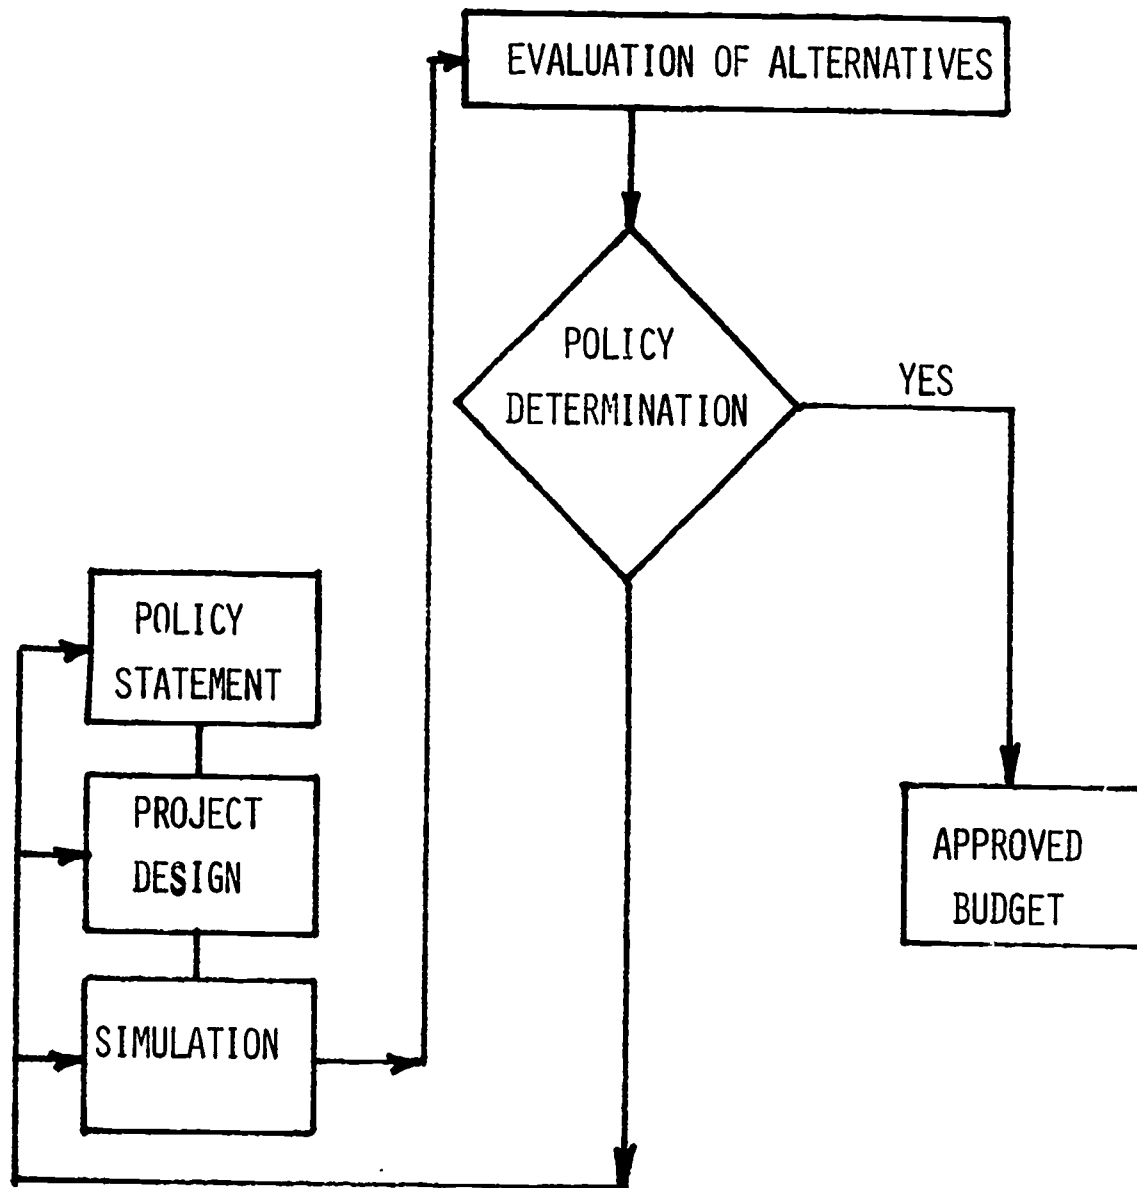 EVALUATION OF ALTERNATIVES
POLICY
DETERMINATION
YES
POLICY
STATEMENT
PROJECT
DESIGN
SIMULATION
APPROVED
BUDGET